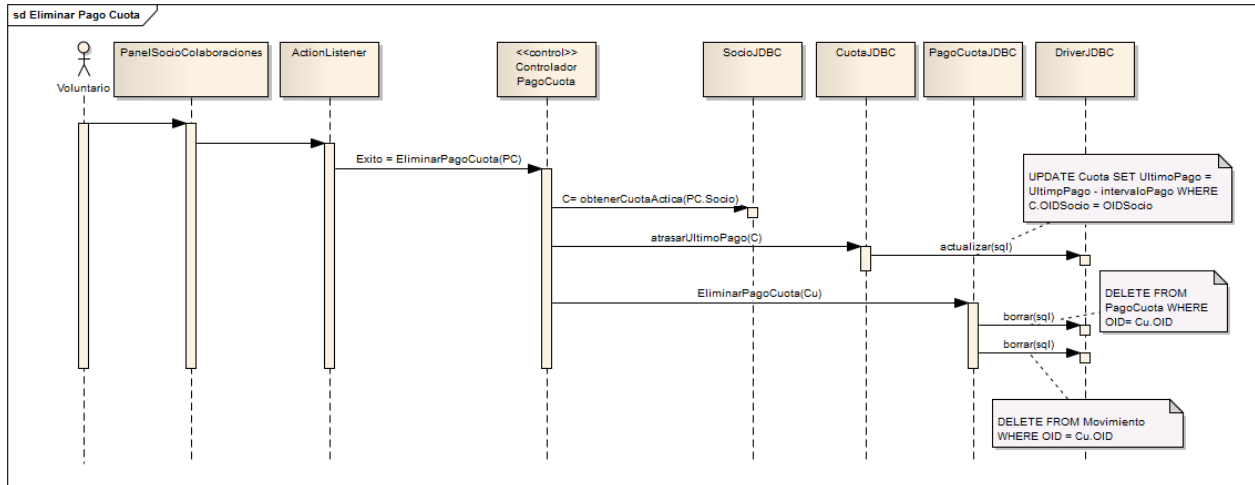 sd Eliminar Pago Cuota
Voluntario
PanelSocioColaboraciones
ActionListener
<<control>>
Controlador
PagoCuota
SocioJDBC
CuotaJDBC
PagoCuotaJDBC
DriverJDBC
Exito = EliminarPagoCuota(PC)
UPDATE Cuota SET UltimoPago =
UltimpPago - intervaloPago WHERE
C.OIDSocio = OIDSocio
C= obtenerCuotaActica(PC.Socio)
atrasarUltimoPago(C)
actualizar(sql)
EliminarPagoCuota(Cu)
DELETE FROM
PagoCuota WHERE
OID= Cu.OID
borrar(sql)
borrar(sql)
DELETE FROM Movimiento
WHERE OID = Cu.OID